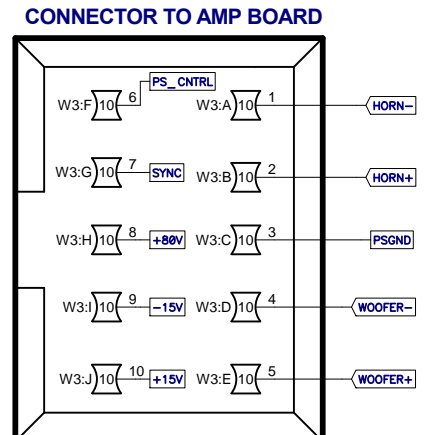 CONNECTOR TO AMP BOARD
PS_CNTRL
W3:F 10 6 W3:A 10 1 HORN-
W3:G 10 7 SYNC W3:B 10 2 HORN+
W3:H 10 8 +80V W3:C 10 3 PSGND
W3:I 10 9 -15V W3:D 10 4 WOOFER-
W3:J 10 10 +15V W3:E 10 5 WOOFER+